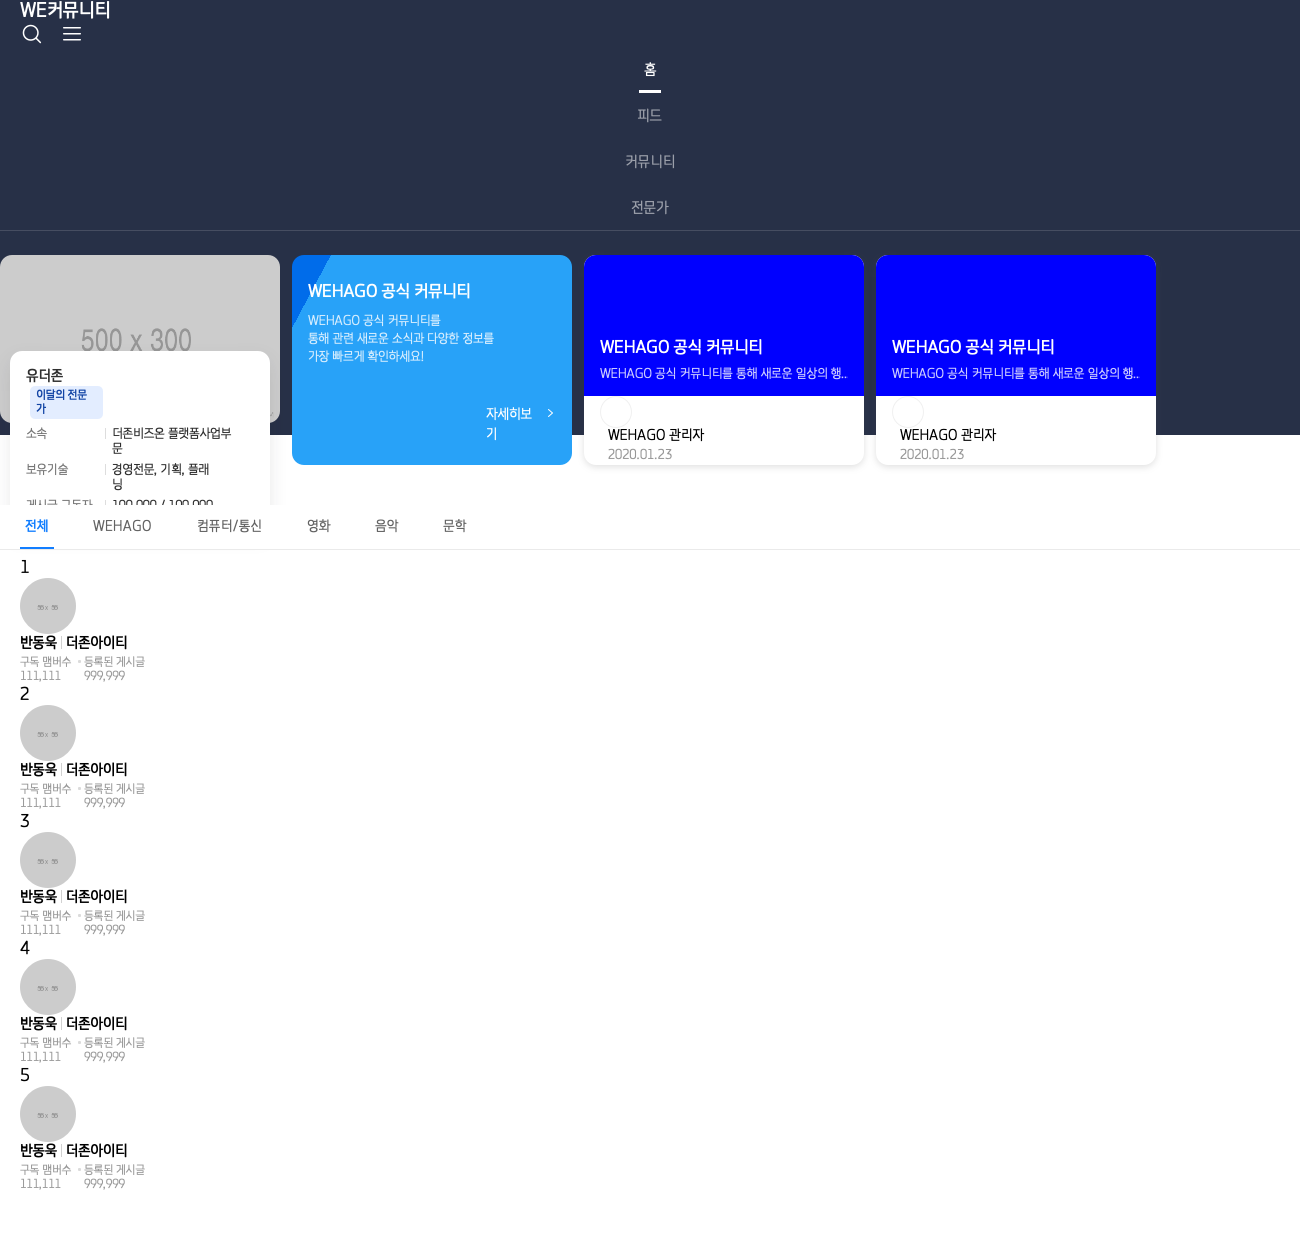 WE커뮤니티
홈
피드
커뮤니티
전문가
500 x 300
유더존
이달의 전문
가
소속
더존비즈온 플랫폼사업부
문
보유기술
경영전문, 기획, 플래
닝
게시글 구독자
100,000 / 100,000
WEHAGO 공식 커뮤니티
WEHAGO 공식 커뮤니티를
통해 관련 새로운 소식과 다양한 정보를
가장 빠르게 확인하세요!
자세히보
기
WEHAGO 공식 커뮤니티
WEHAGO 공식 커뮤니티를 통해 새로운 일상의 행...
WEHAGO 관리자
2020.01.23
WEHAGO 공식 커뮤니티
WEHAGO 공식 커뮤니티를 통해 새로운 일상의 행...
WEHAGO 관리자
2020.01.23
전체 WEHAGO 컴퓨터/통신 영화 음악 문학
1
반동욱 더존아이티
구독 맴버수 등록된 게시글
111,111 999,999
2
반동욱 더존아이티
구독 맴버수 등록된 게시글
111,111 999,999
3
반동욱 더존아이티
구독 맴버수 등록된 게시글
111,111 999,999
4
반동욱 더존아이티
구독 맴버수 등록된 게시글
111,111 999,999
5
반동욱 더존아이티
구독 맴버수 등록된 게시글
111,111 999,999